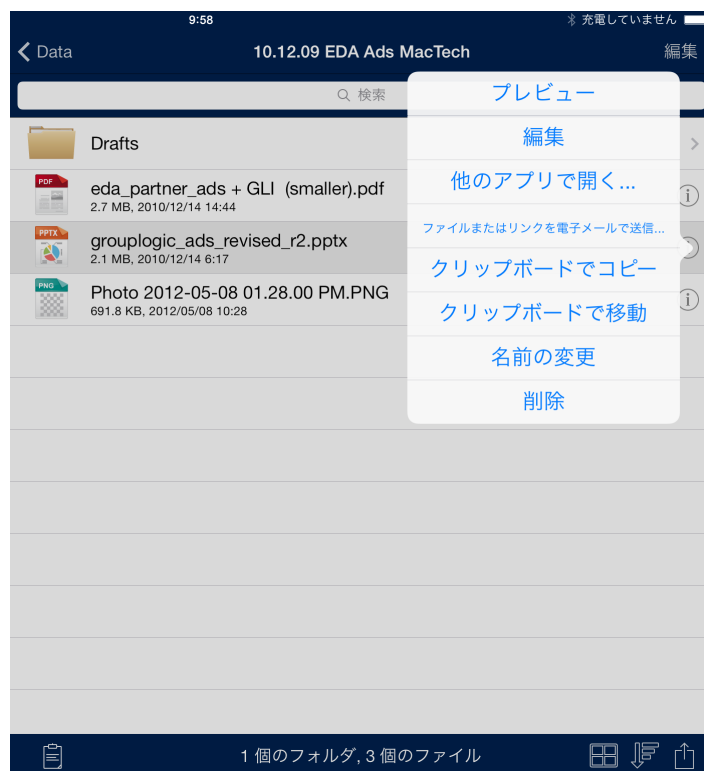 9:58
充電していません
Data
10.12.09 EDA Ads MacTech
編集
検索
プレビュー
編集
他のアプリで開く...
ファイルまたはリンクを電子メールで送信...
クリップボードでコピー
クリップボードで移動
名前の変更
削除
Drafts
PDF
eda_partner_ads + GLI (smaller).pdf
2.7 MB, 2010/12/14 14:44
PPTX
grouplogic_ads_revised_r2.pptx
2.1 MB, 2010/12/14 6:17
PNG
Photo 2012-05-08 01.28.00 PM.PNG
691.8 KB, 2012/05/08 10:28
1 個のフォルダ, 3 個のファイル